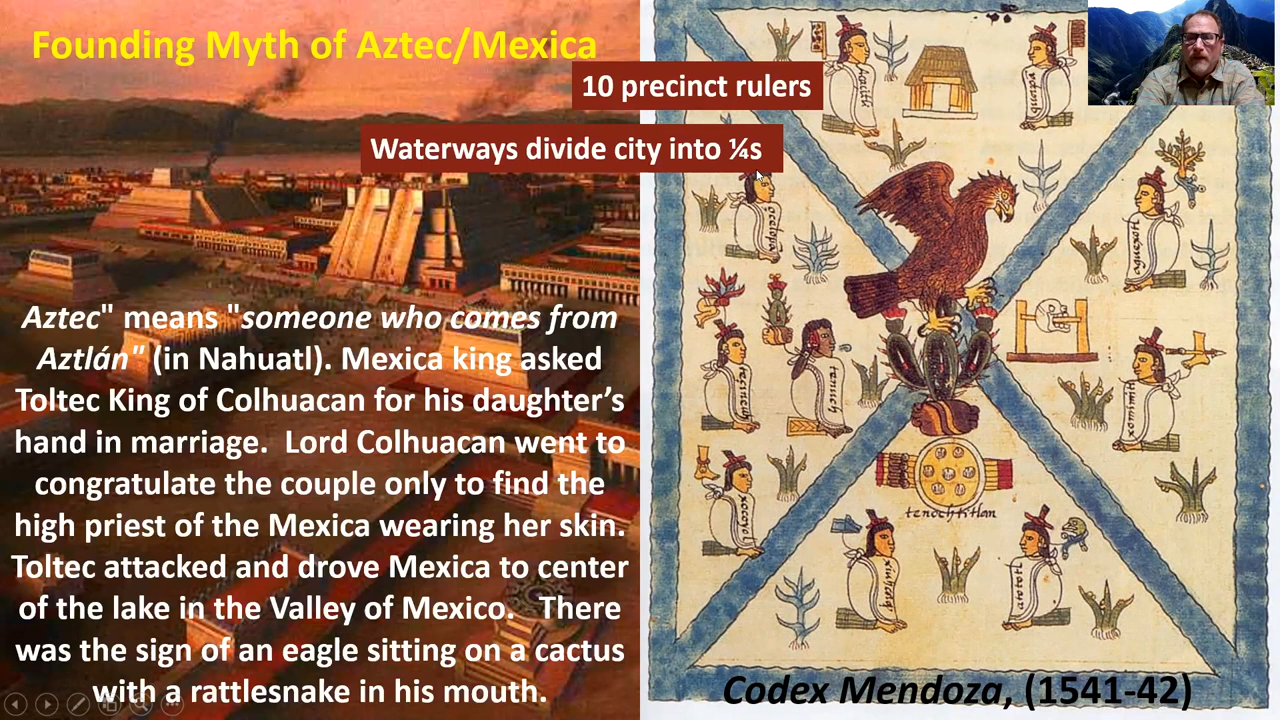 Founding Myth of Aztec/Mexica
10 precinct rulers
Waterways divide city into ¼s
Aztec" means "someone who comes from
Aztlán" (in Nahuatl). Mexica king asked
Toltec King of Colhuacan for his daughter's
hand in marriage.  Lord Colhuacan went to
congratulate the couple only to find the
high priest of the Mexica wearing her skin.
Toltec attacked and drove Mexica to center
of the lake in the Valley of Mexico.   There
was the sign of an eagle sitting on a cactus
with a rattlesnake in his mouth.
tenochtitlan
Codex Mendoza, (1541-42)